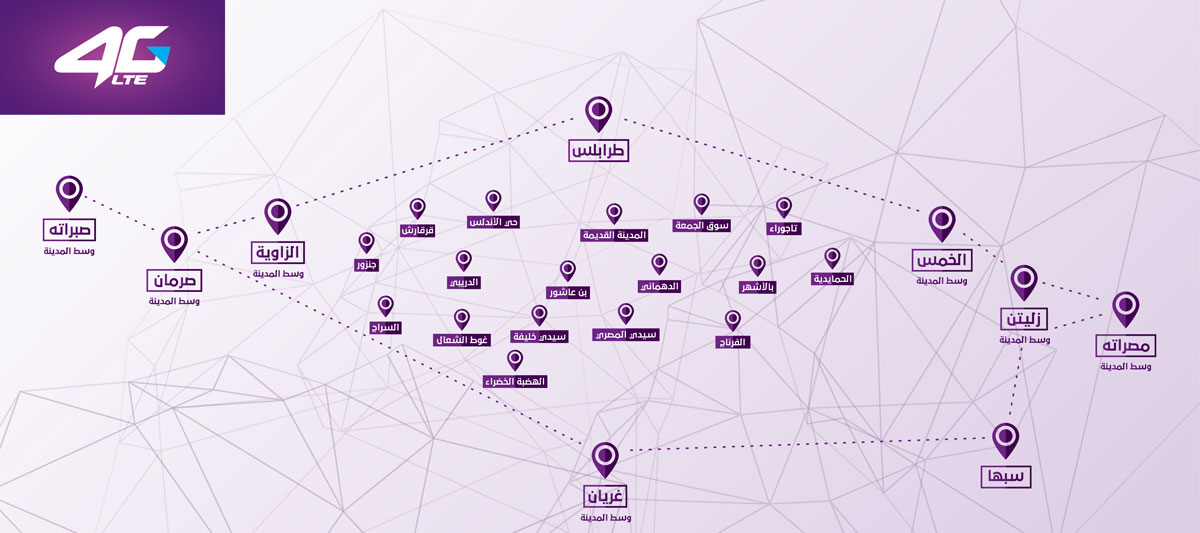 4G
LTE
طرابلس
صبراته
وسط المدينة
صرمان
وسط المدينة
الزاوية
وسط المدينة
قرقارش
حي الأندلس
المدينة القديمة
سوق الجمعة
تاجوراء
جنزور
الدريبي
بن عاشور
الدهماني
بالأشهر
الحمايدية
السراج
غوط الشعال
سيدي خليفة
سيدي المصري
الفرناج
الهضبة الخضراء
الخمس
وسط المدينة
زليتن
وسط المدينة
مصراته
وسط المدينة
غريان
وسط المدينة
سبها